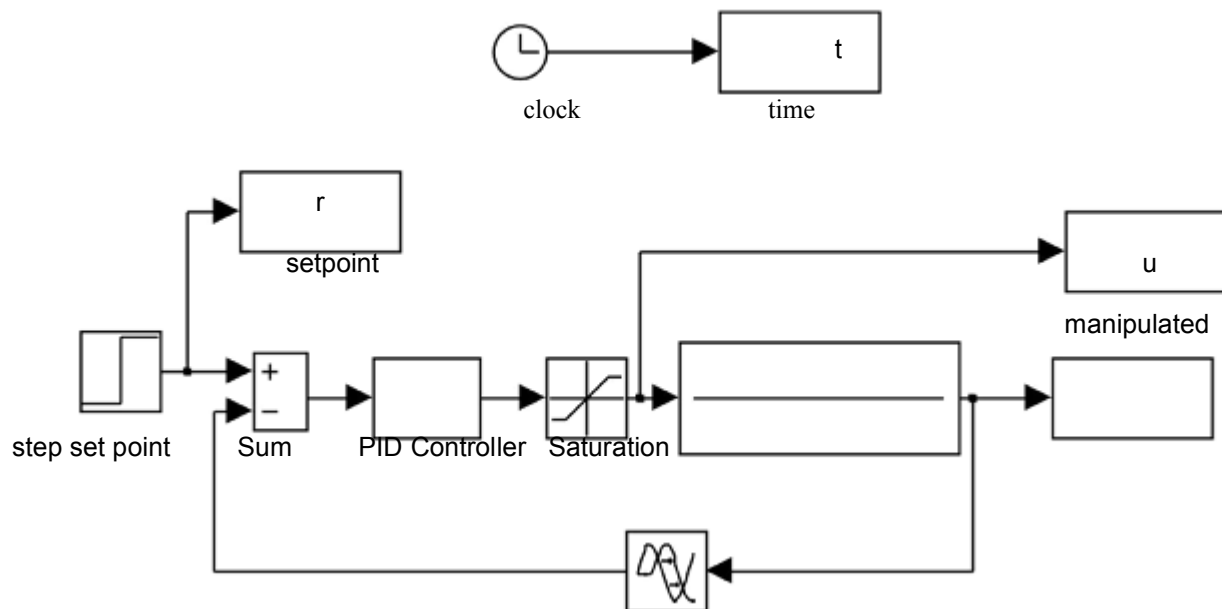 t
clock
time
r
setpoint
u
manipulated
+
−
step set point
Sum
PID Controller
Saturation